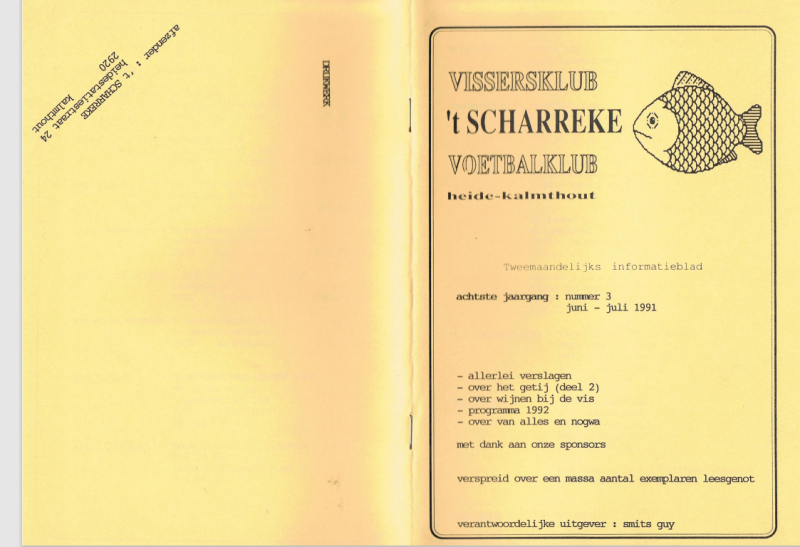 afzender : 't SCHARREKE
heidestatiestraat 24
2920 kalmthout
DRUKWERK
VISSERSKLUB
't SCHARREKE
VOETBALKLUB
heide-kalmthout
Tweemaandelijks informatieblad
achtste jaargang : nummer 3
juni - juli 1991
- allerlei verslagen
- over het getij (deel 2)
- over wijnen bij de vis
- programma 1992
- over van alles en nogwa
met dank aan onze sponsors
verspreid over een massa aantal exemplaren leesgenot
verantwoordelijke uitgever : smits guy